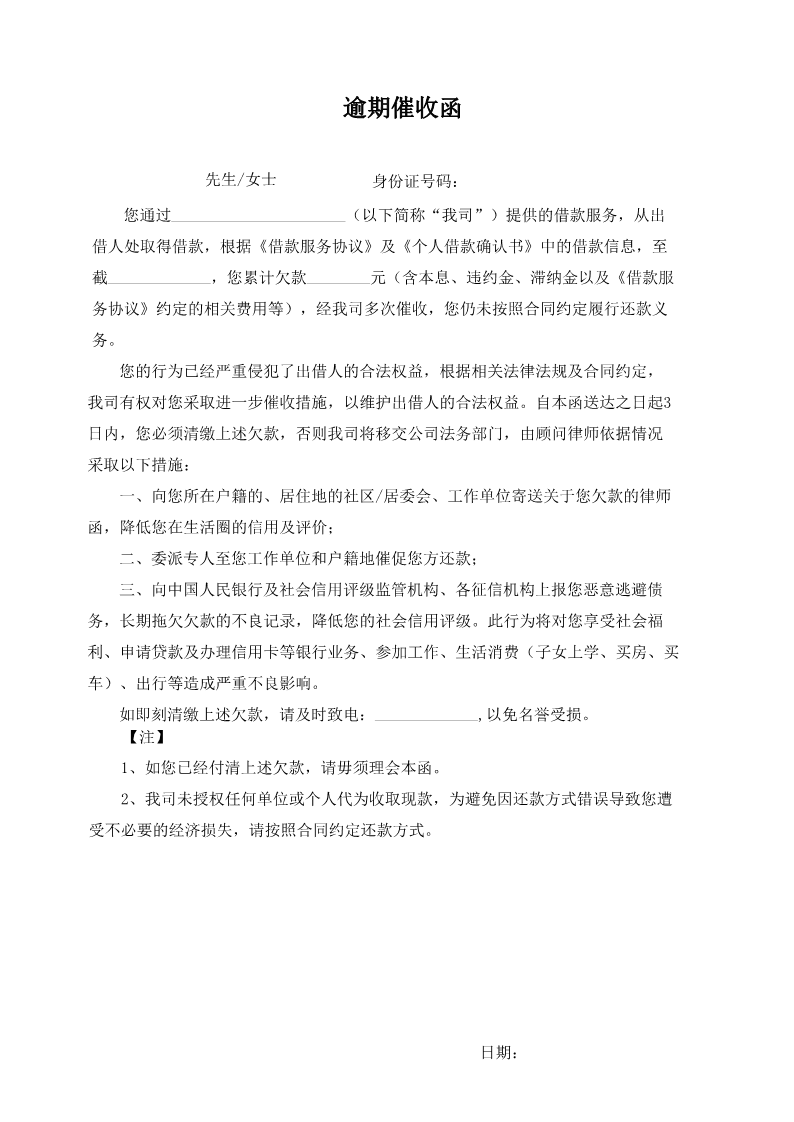 逾期催收函
先生/女士 身份证号码：
您通过______________________（以下简称“我司”）提供的借款服务，从出
借人处取得借款，根据《借款服务协议》及《个人借款确认书》中的借款信息，至
截_____________，您累计欠款________元（含本息、违约金、滞纳金以及《借款服
务协议》约定的相关费用等），经我司多次催收，您仍未按照合同约定履行还款义
务。
您的行为已经严重侵犯了出借人的合法权益，根据相关法律法规及合同约定，
我司有权对您采取进一步催收措施，以维护出借人的合法权益。自本函送达之日起3
日内，您必须清缴上述欠款，否则我司将移交公司法务部门，由顾问律师依据情况
采取以下措施：
一、向您所在户籍的、居住地的社区/居委会、工作单位寄送关于您欠款的律师
函，降低您在生活圈的信用及评价；
二、委派专人至您工作单位和户籍地催促您方还款；
三、向中国人民银行及社会信用评级监管机构、各征信机构上报您恶意逃避债
务，长期拖欠欠款的不良记录，降低您的社会信用评级。此行为将对您享受社会福
利、申请贷款及办理信用卡等银行业务、参加工作、生活消费（子女上学、买房、买
车）、出行等造成严重不良影响。
如即刻清缴上述欠款，请及时致电：_____________,以免名誉受损。
【注】
1、如您已经付清上述欠款，请毋须理会本函。
2、我司未授权任何单位或个人代为收取现款，为避免因还款方式错误导致您遭
受不必要的经济损失，请按照合同约定还款方式。
日期：